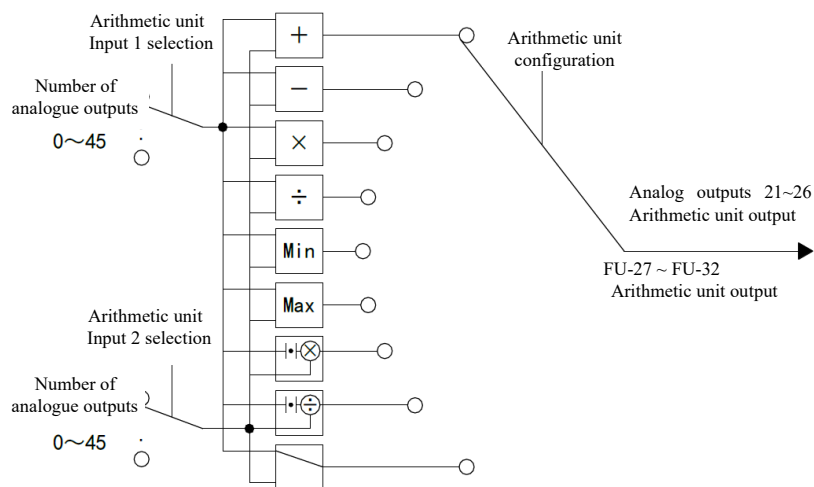 Arithmetic unit
Input 1 selection
Number of
analogue outputs
0～45
+
−
×
÷
Min
Max
|•|×
|•|÷
Arithmetic unit
configuration
Analog outputs 21~26
Arithmetic unit output
FU-27 ~ FU-32
Arithmetic unit output
Arithmetic unit
Input 2 selection
Number of
analogue outputs
0～45